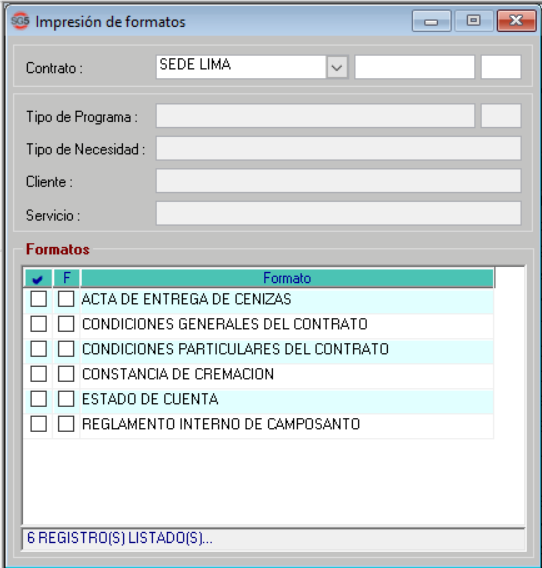 SGS Impresión de formatos
Contrato : SEDE LIMA
Tipo de Programa :
Tipo de Necesidad :
Cliente :
Servicio :
Formatos
F Formato
ACTA DE ENTREGA DE CENIZAS
CONDICIONES GENERALES DEL CONTRATO
CONDICIONES PARTICULARES DEL CONTRATO
CONSTANCIA DE CREMACION
ESTADO DE CUENTA
REGLAMENTO INTERNO DE CAMPOSANTO
6 REGISTRO(S) LISTADO(S)...